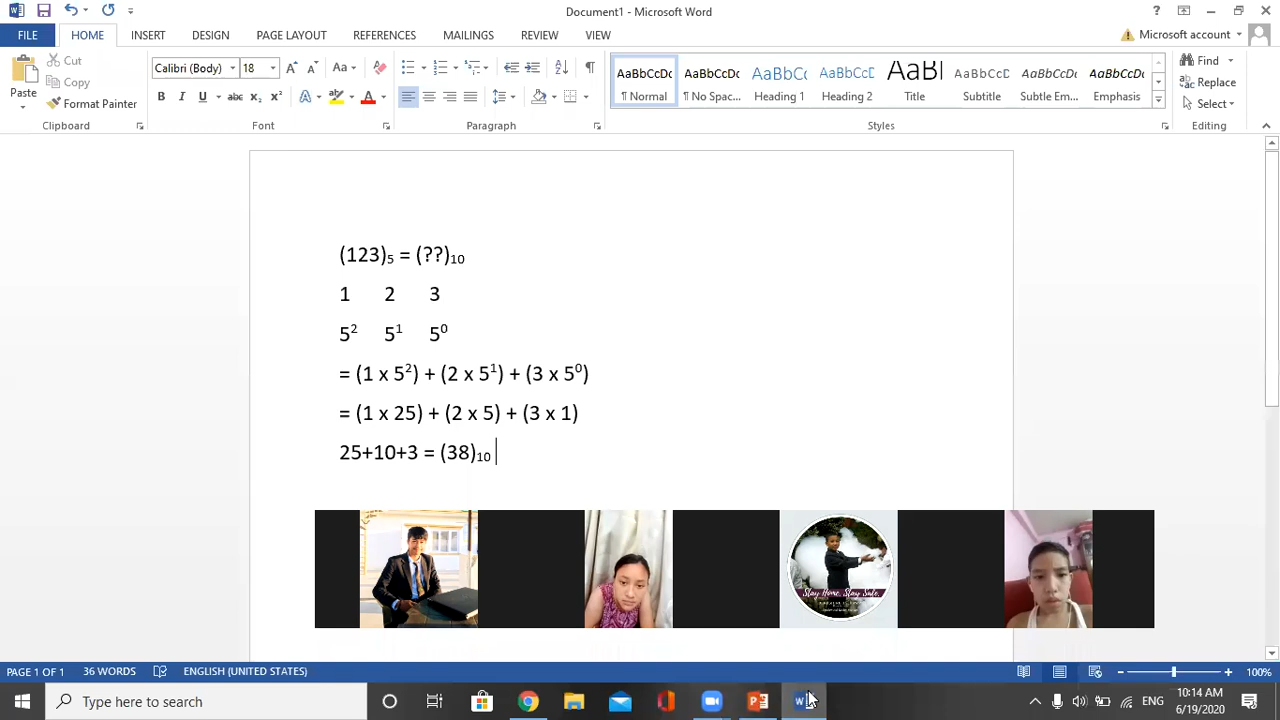 Document1 - Microsoft Word
FILE HOME INSERT DESIGN PAGE LAYOUT REFERENCES MAILINGS REVIEW VIEW Microsoft account
Cut
Copy
Format Painter
Paste
Clipboard
Calibri (Body) 18
Font
Paragraph
AaBbCcDc AaBbCcDc AaBbCc AaBbCcE AaBl AaBbCcD AaBbCcDc AaBbCcDc
¶ Normal ¶ No Spac... Heading 1 Heading 2 Title Subtitle Subtle Em... Emphasis
Styles
Find
Replace
Select
Editing
(123)₅ = (??)₁₀
1 2 3
5² 5¹ 5⁰
= (1 x 5²) + (2 x 5¹) + (3 x 5⁰)
= (1 x 25) + (2 x 5) + (3 x 1)
25+10+3 = (38)₁₀
Stay Home. Stay Safe.
PAGE 1 OF 1 36 WORDS ENGLISH (UNITED STATES) 100%
Type here to search
ENG
10:14 AM
6/19/2020